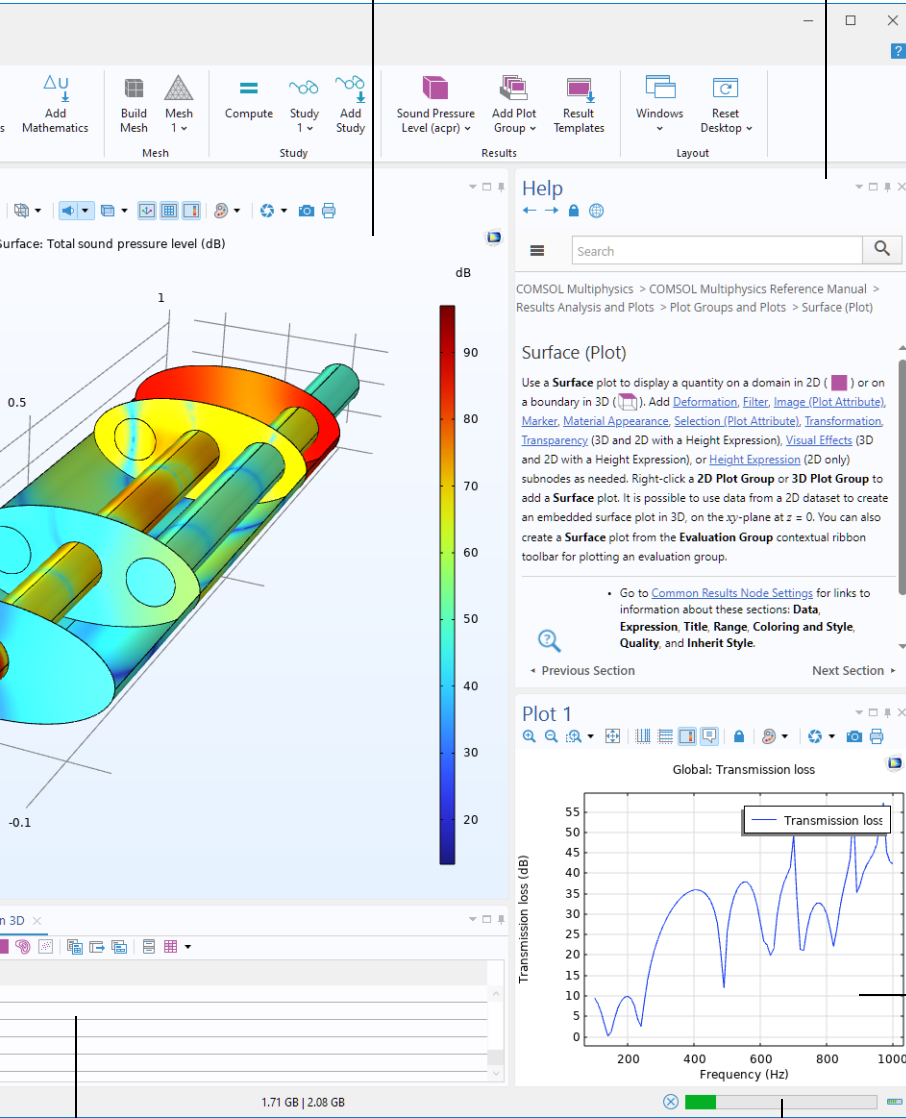 ?
s
Δu
Add
Mathematics
Build
Mesh
Mesh
1
Mesh
Compute
Study
1
Add
Study
Study
Sound Pressure
Level (acpr)
Add Plot
Group
Result
Templates
Results
Windows
Reset
Desktop
Layout
Surface: Total sound pressure level (dB)
dB
1
0.5
-0.1
90
80
70
60
50
40
30
20
Help
Search
COMSOL Multiphysics > COMSOL Multiphysics Reference Manual >
Results Analysis and Plots > Plot Groups and Plots > Surface (Plot)
Surface (Plot)
Use a Surface plot to display a quantity on a domain in 2D ( ) or on
a boundary in 3D ( ). Add Deformation, Filter, Image (Plot Attribute),
Marker, Material Appearance, Selection (Plot Attribute), Transformation,
Transparency (3D and 2D with a Height Expression), Visual Effects (3D
and 2D with a Height Expression), or Height Expression (2D only)
subnodes as needed. Right-click a 2D Plot Group or 3D Plot Group to
add a Surface plot. It is possible to use data from a 2D dataset to create
an embedded surface plot in 3D, on the xy-plane at z = 0. You can also
create a Surface plot from the Evaluation Group contextual ribbon
toolbar for plotting an evaluation group.
• Go to Common Results Node Settings for links to
information about these sections: Data,
Expression, Title, Range, Coloring and Style,
Quality, and Inherit Style.
Previous Section
Next Section
Plot 1
Global: Transmission loss
Transmission loss
Transmission loss (dB)
55
50
45
40
35
30
25
20
15
10
5
0
200
400
600
800
1000
Frequency (Hz)
n 3D
1.71 GB | 2.08 GB